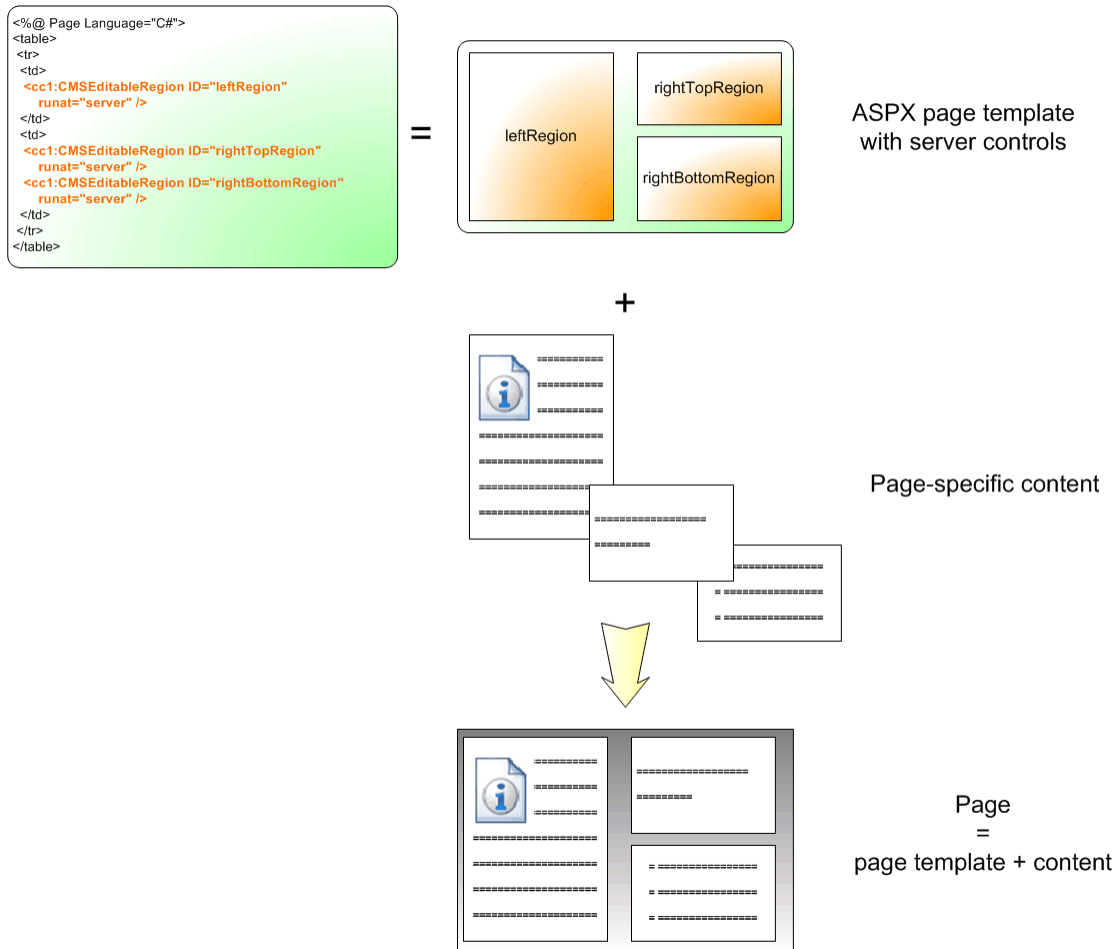 <%@ Page Language="C#">
<table>
<tr>
<td>
<cc1:CMSEditableRegion ID="leftRegion"
runat="server" />
</td>
<td>
<cc1:CMSEditableRegion ID="rightTopRegion"
runat="server" />
<cc1:CMSEditableRegion ID="rightBottomRegion"
runat="server" />
</td>
</tr>
</table>
=
leftRegion
rightTopRegion
rightBottomRegion
ASPX page template
with server controls
+
Page-specific content
Page
=
page template + content